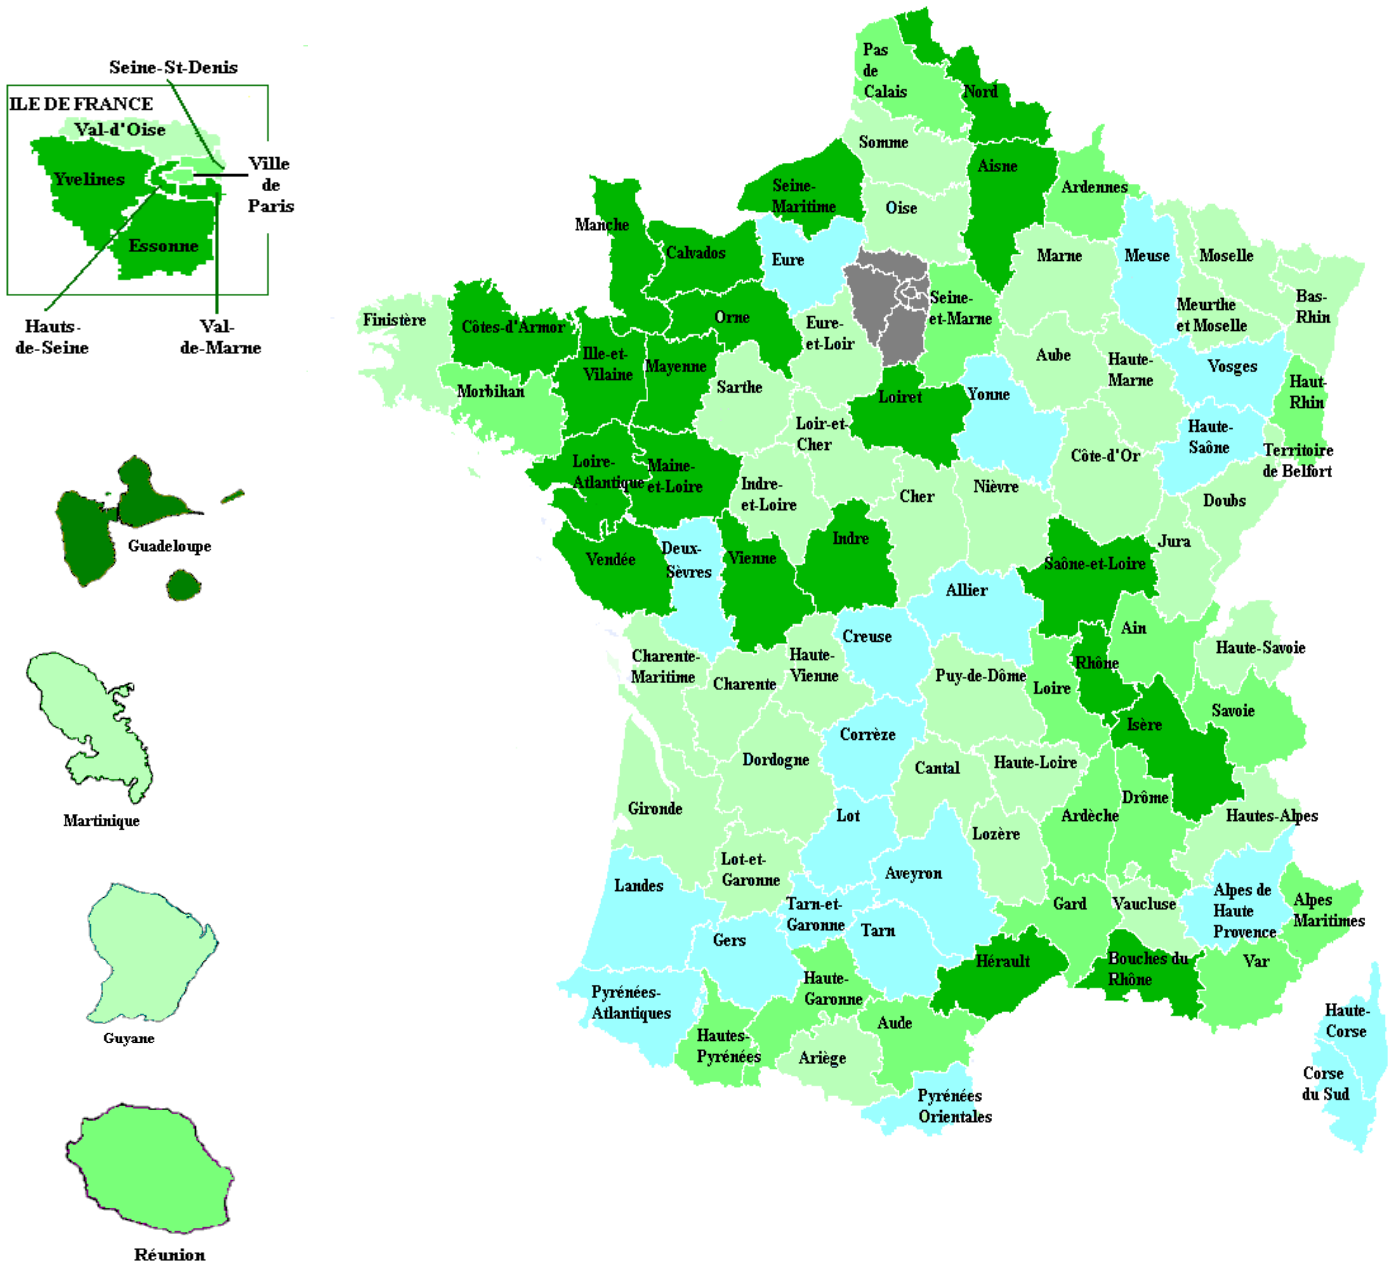 Seine-St-Denis
ILE DE FRANCE
Val-d'Oise
Yvelines
Ville
de
Paris
Essonne
Hauts-
de-Seine
Val-
de-Marne
Guadeloupe
Martinique
Guyane
Réunion
Pas
de
Calais
Nord
Somme
Aisne
Ardennes
Seine-
Maritime
Oise
Manche
Calvados
Eure
Marne
Meuse
Moselle
Meurthe
et Moselle
Bas-
Rhin
Finistère
Côtes-d'Armor
Orne
Eure-
et-Loir
Seine-
et-Marne
Ille-et-
Vilaine
Mayenne
Sarthe
Morbihan
Loiret
Yonne
Aube
Haute-
Marne
Vosges
Haut-
Rhin
Loir-et-
Cher
Haute-
Saône
Territoire
de Belfort
Loire-
Atlantique
Maine-
et-Loire
Indre-
et-Loire
Cher
Nièvre
Côte-d'Or
Doubs
Vendée
Deux-
Sèvres
Vienne
Indre
Jura
Saône-et-Loire
Allier
Creuse
Ain
Haute-Savoie
Charente-
Maritime
Charente
Haute-
Vienne
Puy-de-Dôme
Loire
Rhône
Isère
Savoie
Corrèze
Dordogne
Cantal
Haute-Loire
Gironde
Lot
Lozère
Ardèche
Drôme
Hautes-Alpes
Landes
Lot-et-
Garonne
Aveyron
Tarn-et-
Garonne
Gers
Tarn
Gard
Vaucluse
Alpes de
Haute
Provence
Alpes
Maritimes
Hérault
Bouches du
Rhône
Var
Pyrénées-
Atlantiques
Haute-
Garonne
Hautes-
Pyrénées
Aude
Ariège
Pyrénées
Orientales
Haute-
Corse
Corse
du Sud